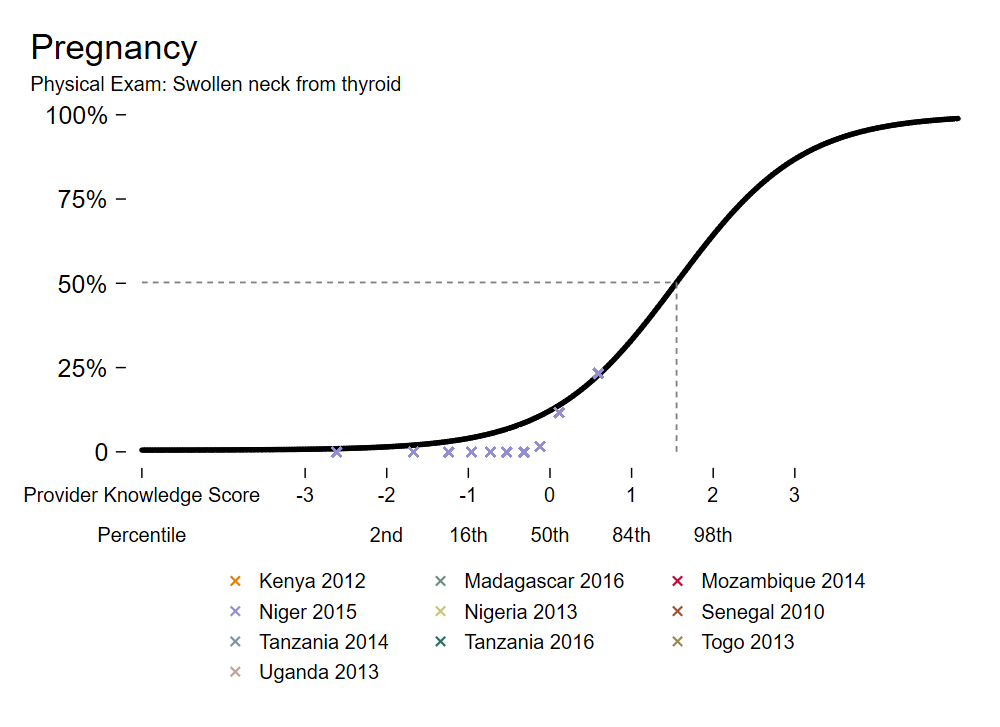 Pregnancy
Physical Exam: Swollen neck from thyroid
100%
75%
50%
25%
0
Provider Knowledge Score -3 -2 -1 0 1 2 3
Percentile 2nd 16th 50th 84th 98th
Kenya 2012 Madagascar 2016 Mozambique 2014
Niger 2015 Nigeria 2013 Senegal 2010
Tanzania 2014 Tanzania 2016 Togo 2013
Uganda 2013